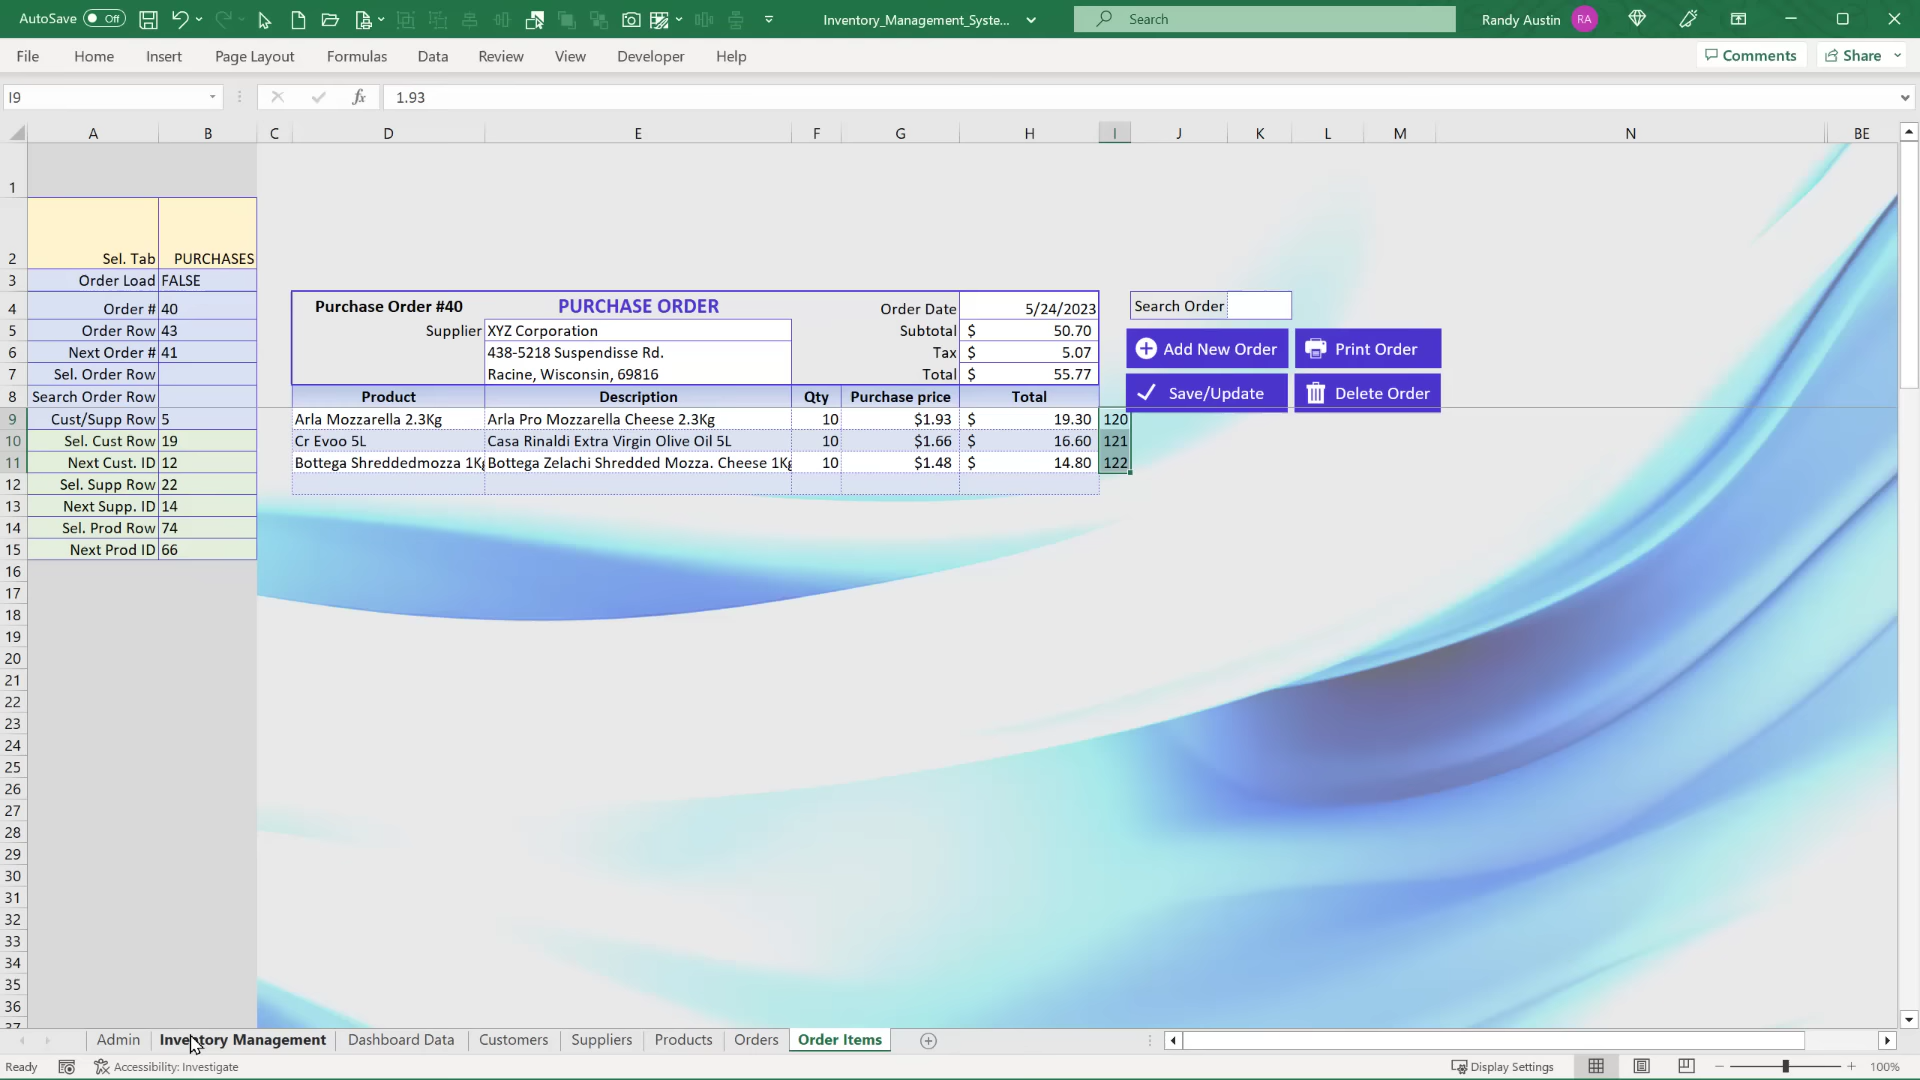 AutoSave Off Inventory_Management_Syste... Search Randy Austin RA
File Home Insert Page Layout Formulas Data Review View Developer Help Comments Share
I9 fx 1.93
A B C D E F G H I J K L M N BE
1
2 Sel. Tab PURCHASES
3 Order Load FALSE
4 Order # 40 Purchase Order #40 PURCHASE ORDER Order Date 5/24/2023 Search Order
5 Order Row 43 Supplier XYZ Corporation Subtotal $ 50.70
6 Next Order # 41 438-5218 Suspendisse Rd. Tax $ 5.07 Add New Order Print Order
7 Sel. Order Row Racine, Wisconsin, 69816 Total $ 55.77
8 Search Order Row Product Description Qty Purchase price Total Save/Update Delete Order
9 Cust/Supp Row 5 Arla Mozzarella 2.3Kg Arla Pro Mozzarella Cheese 2.3Kg 10 $1.93 $ 19.30 120
10 Sel. Cust Row 19 Cr Evoo 5L Casa Rinaldi Extra Virgin Olive Oil 5L 10 $1.66 $ 16.60 121
11 Next Cust. ID 12 Bottega Shreddedmozza 1Kg Bottega Zelachi Shredded Mozza. Cheese 1Kg 10 $1.48 $ 14.80 122
12 Sel. Supp Row 22
13 Next Supp. ID 14
14 Sel. Prod Row 74
15 Next Prod ID 66
16
17
18
19
20
21
22
23
24
25
26
27
28
29
30
31
32
33
34
35
36
37
Admin Inventory Management Dashboard Data Customers Suppliers Products Orders Order Items
Ready Accessibility: Investigate Display Settings 100%